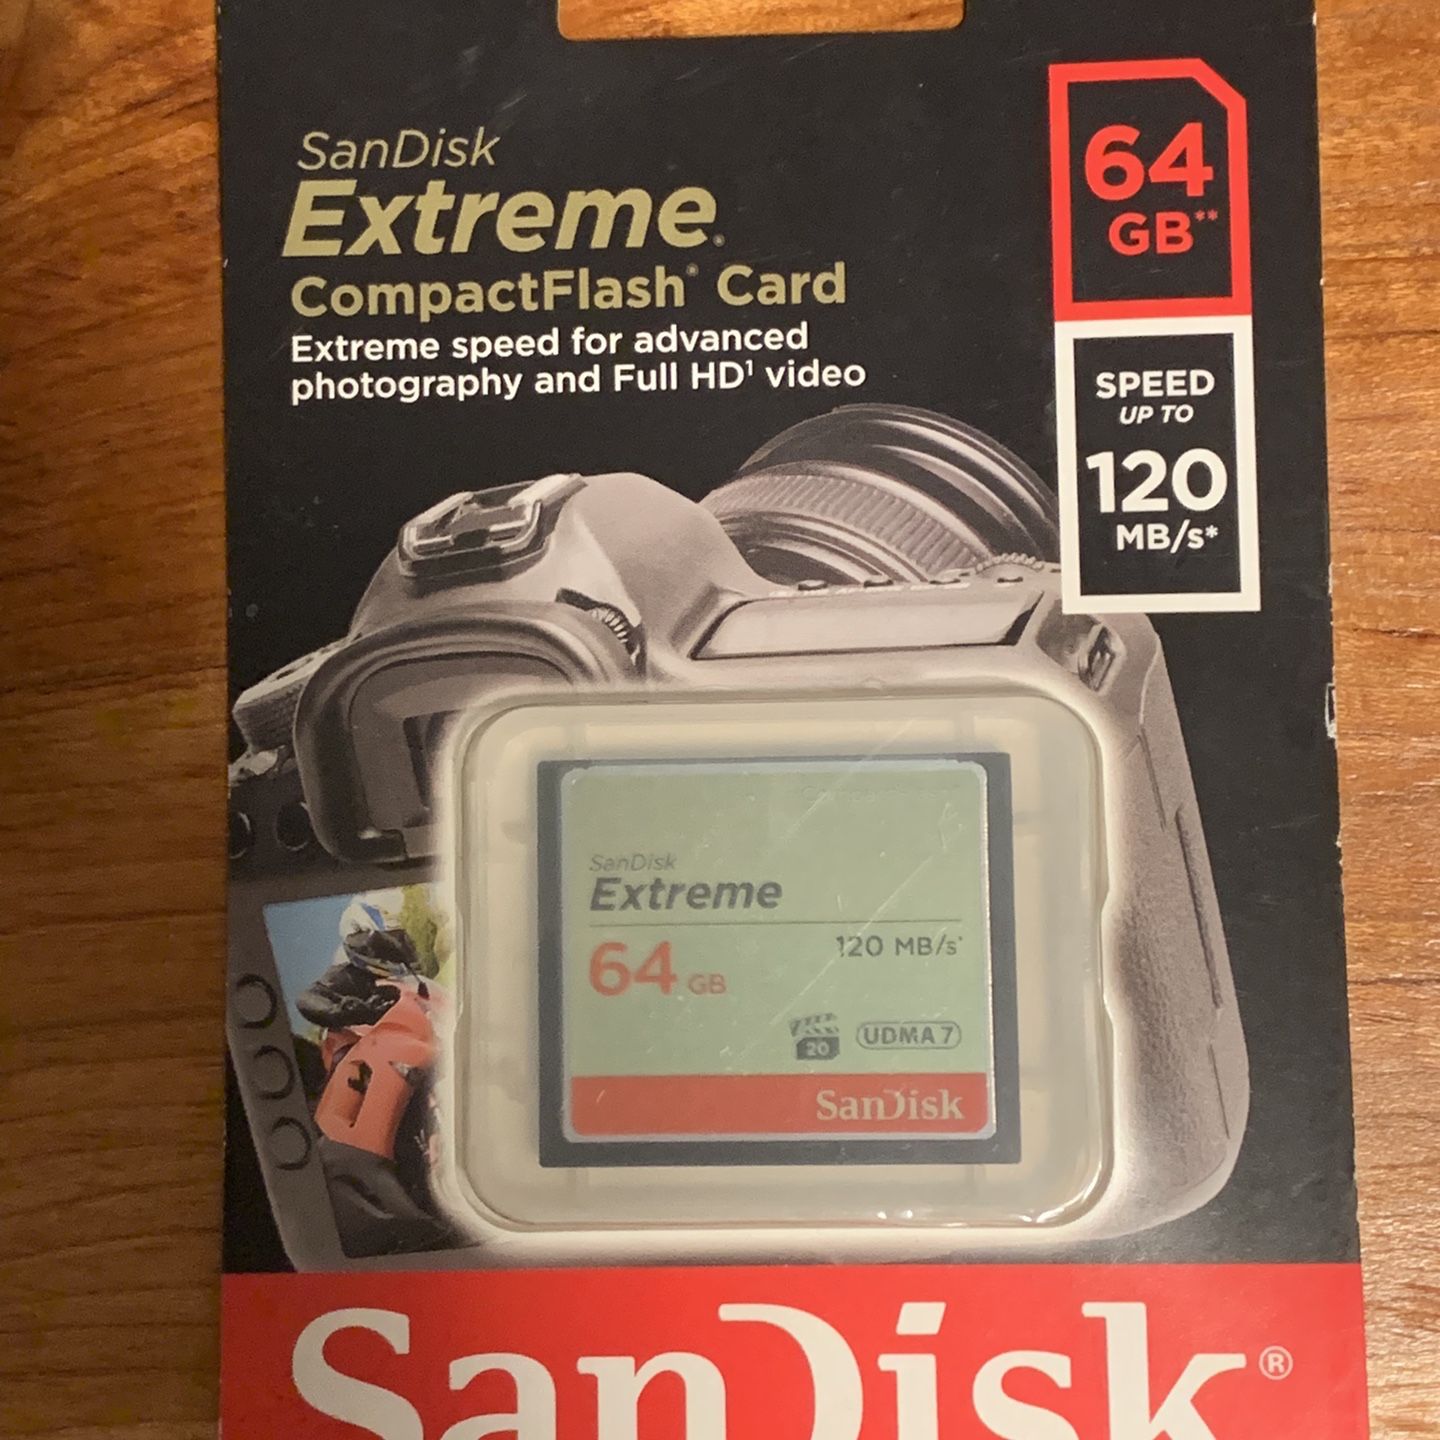 SanDisk
Extreme®
CompactFlash® Card
Extreme speed for advanced
photography and Full HD¹ video
64
GB**
SPEED
UP TO
120
MB/s*
SanDisk
Extreme
120 MB/s*
64 GB
20 UDMA 7
SanDisk
SanDisk®